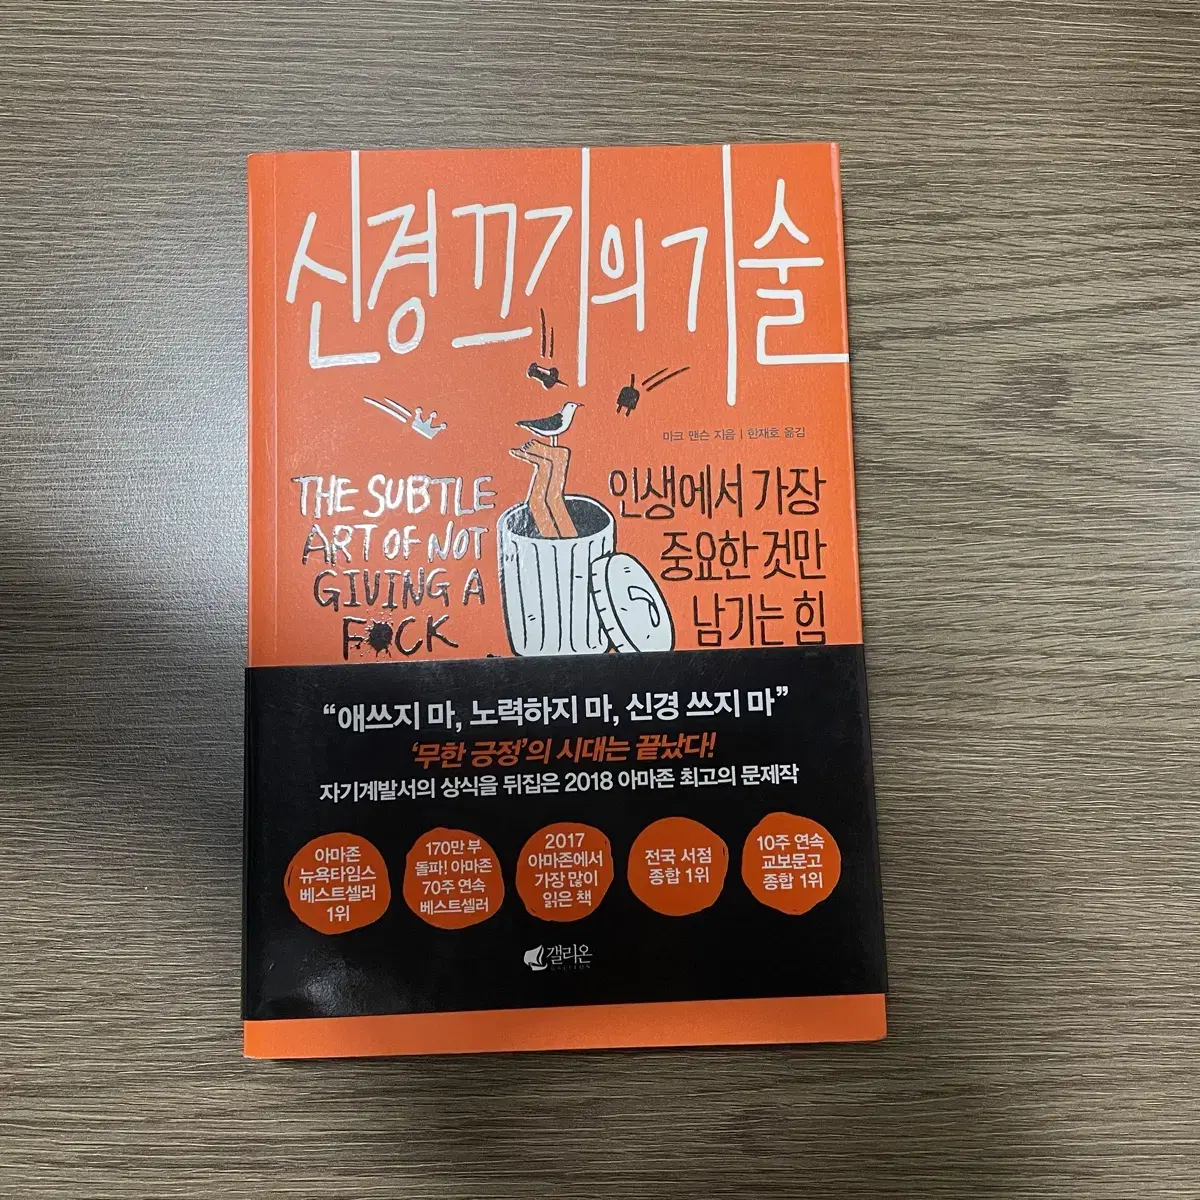 신경 끄기의 기술
마크 맨슨 지음 | 한재호 옮김
THE SUBTLE
ART OF NOT
GIVING A
F*CK
인생에서 가장
중요한 것만
남기는 힘
“애쓰지 마, 노력하지 마, 신경 쓰지 마”
‘무한 긍정’의 시대는 끝났다!
자기계발서의 상식을 뒤집은 2018 아마존 최고의 문제작
아마존
뉴욕타임스
베스트셀러
1위
170만 부
돌파! 아마존
70주 연속
베스트셀러
2017
아마존에서
가장 많이
읽은 책
전국 서점
종합 1위
10주 연속
교보문고
종합 1위
갤리온
GALLEON